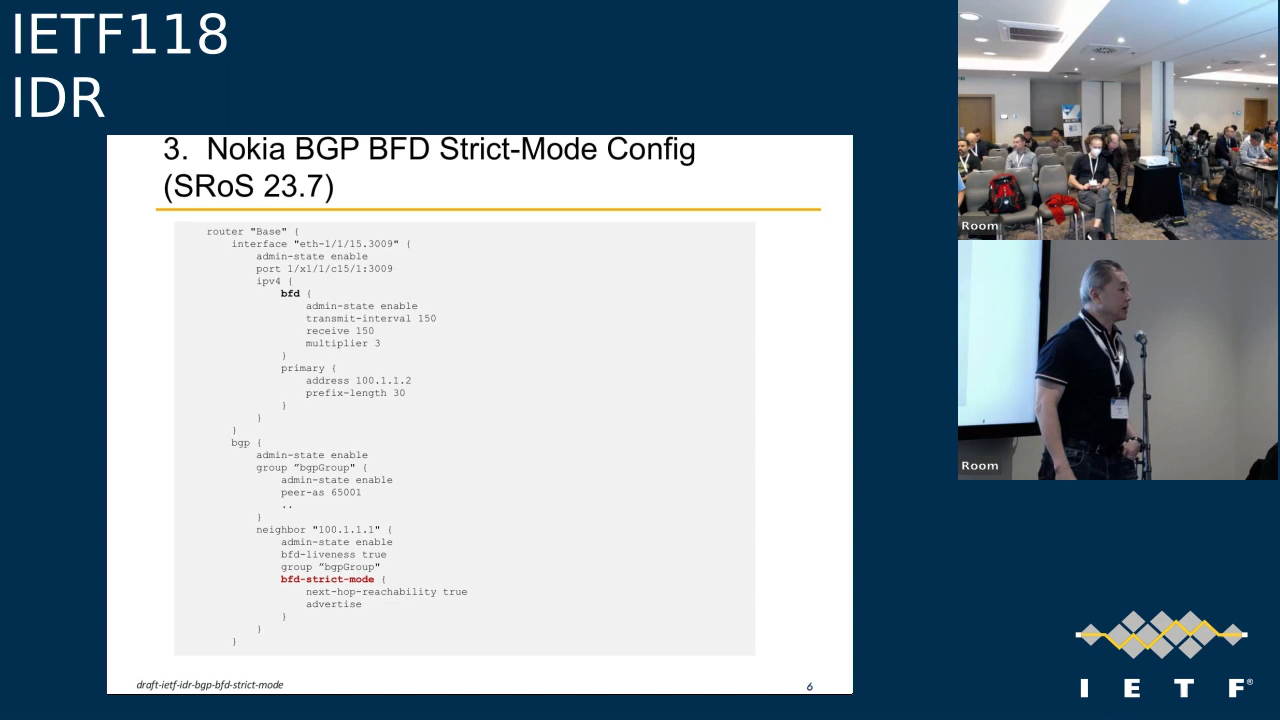 IETF118
IDR
3. Nokia BGP BFD Strict-Mode Config
(SRoS 23.7)
router "Base" {
interface "eth-1/1/15.3009" {
admin-state enable
port 1/x1/1/c15/1:3009
ipv4 {
bfd {
admin-state enable
transmit-interval 150
receive 150
multiplier 3
}
primary {
address 100.1.1.2
prefix-length 30
}
}
}
bgp {
admin-state enable
group ”bgpGroup" {
admin-state enable
peer-as 65001
..
}
neighbor "100.1.1.1" {
admin-state enable
bfd-liveness true
group ”bgpGroup"
bfd-strict-mode {
next-hop-reachability true
advertise
}
}
}
draft-ietf-idr-bgp-bfd-strict-mode
6
Room
Room
I E T F®